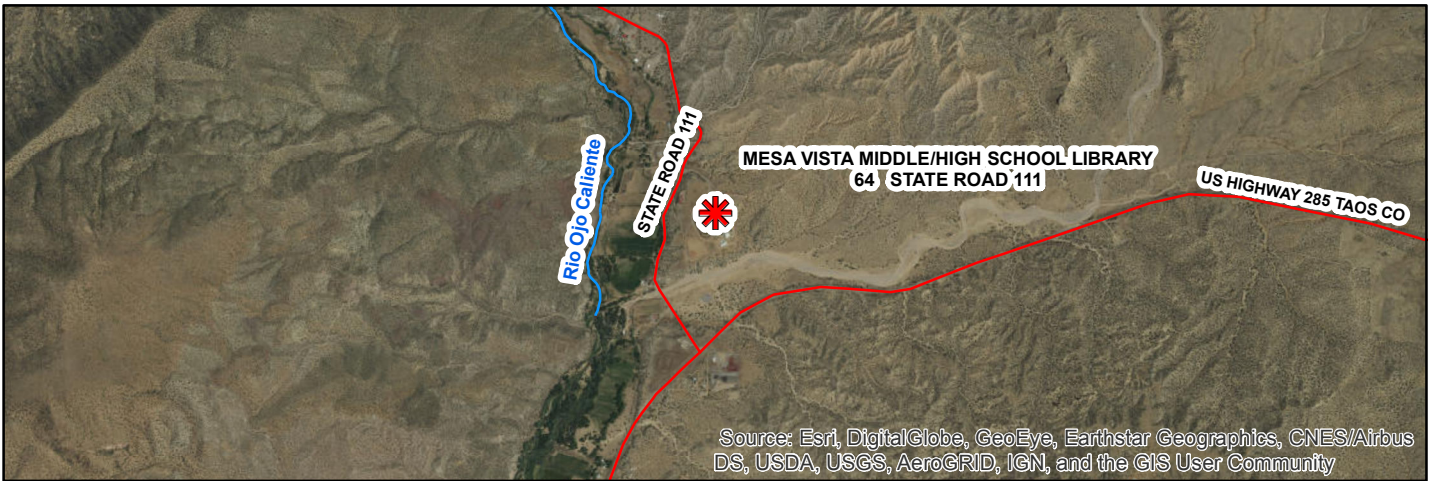 STATE ROAD 111
Rio Ojo Caliente
MESA VISTA MIDDLE/HIGH SCHOOL LIBRARY
64 STATE ROAD 111
US HIGHWAY 285 TAOS CO
Source: Esri, DigitalGlobe, GeoEye, Earthstar Geographics, CNES/Airbus
DS, USDA, USGS, AeroGRID, IGN, and the GIS User Community